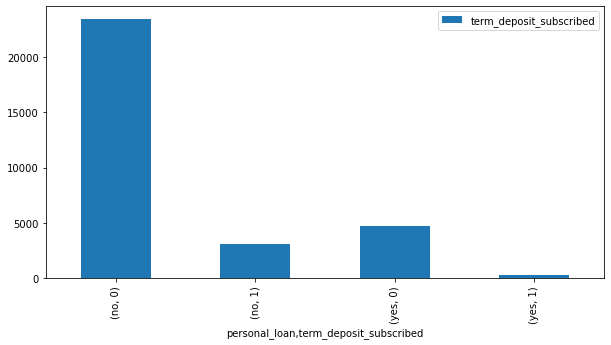 term_deposit_subscribed
20000
15000
10000
5000
0
(no, 0)
(no, 1)
(yes, 0)
(yes, 1)
personal_loan,term_deposit_subscribed